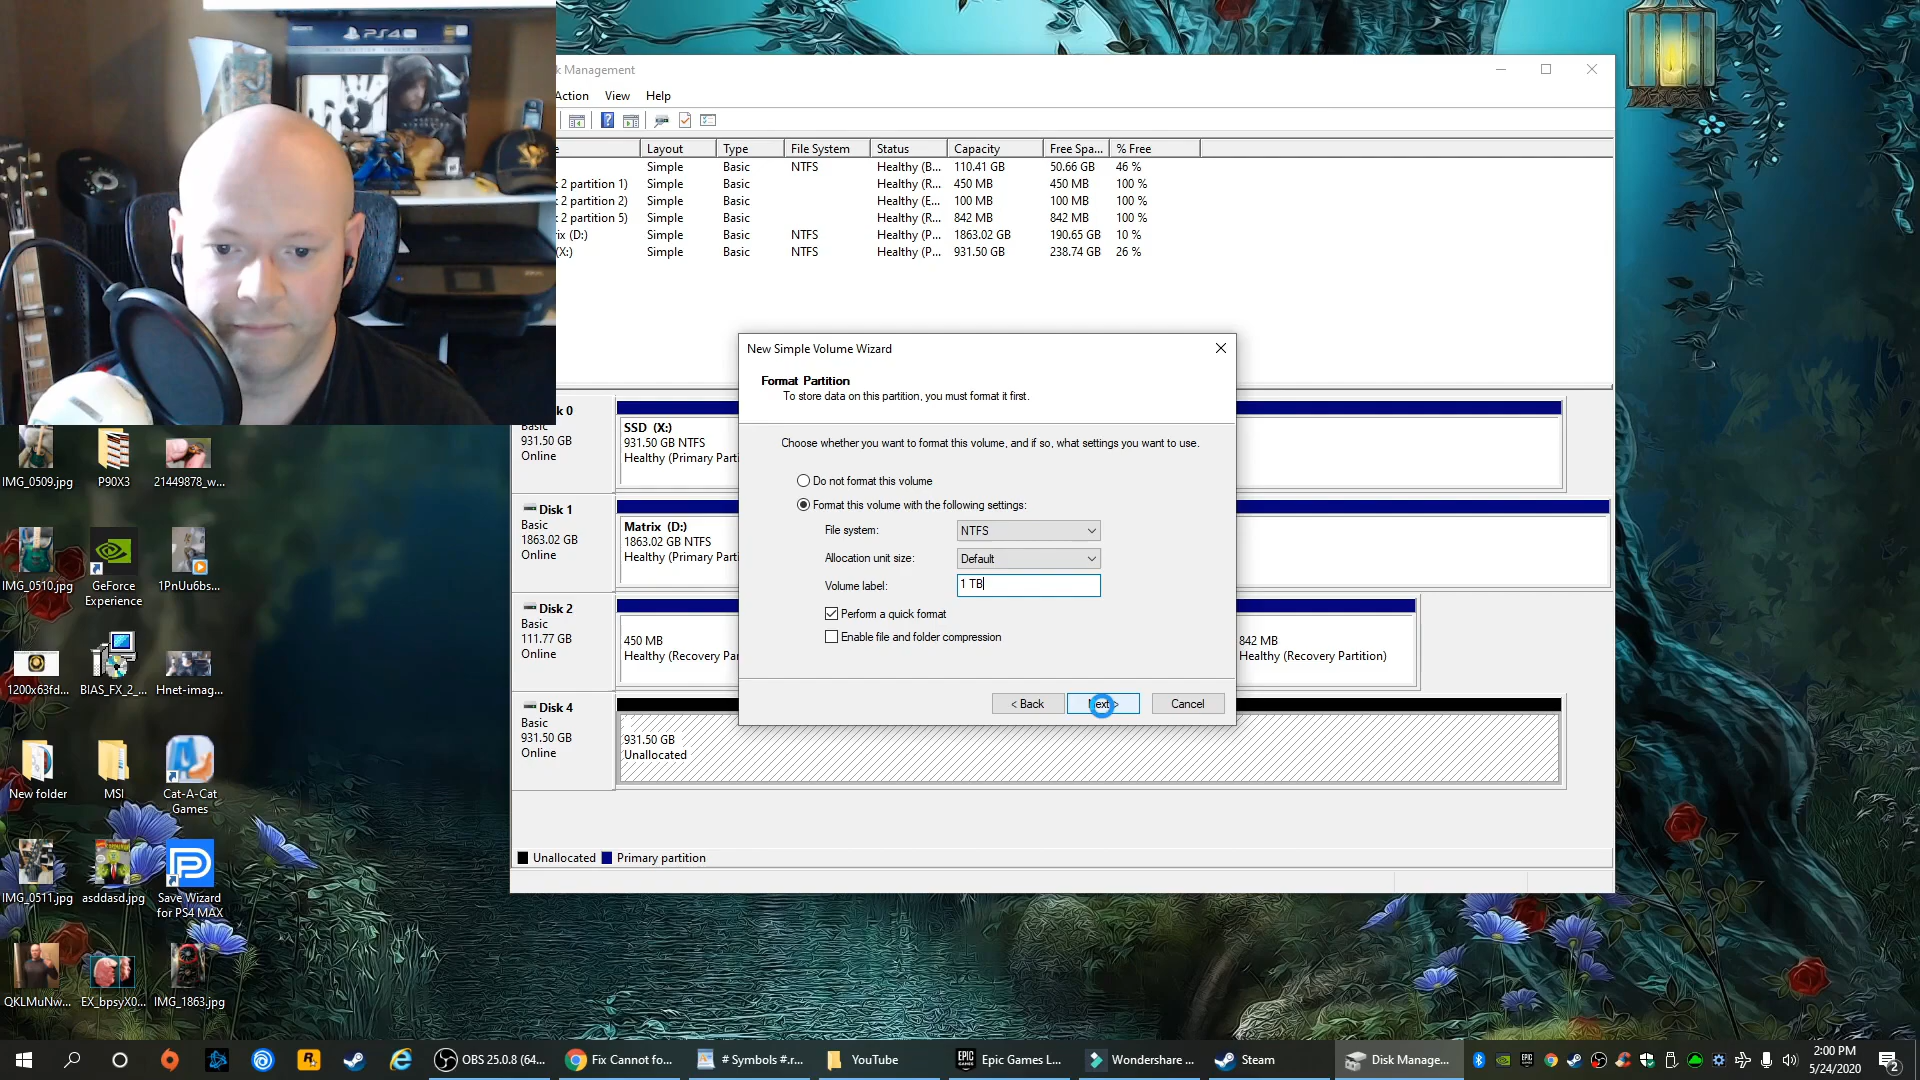 PS4
k Management
Action View Help
Layout Type File System Status Capacity Free Spa... % Free
Simple Basic NTFS Healthy (B... 110.41 GB 50.66 GB 46 %
2 partition 1) Simple Basic Healthy (R... 450 MB 450 MB 100 %
2 partition 2) Simple Basic Healthy (E... 100 MB 100 MB 100 %
2 partition 5) Simple Basic Healthy (R... 842 MB 842 MB 100 %
rix (D:) Simple Basic NTFS Healthy (P... 1863.02 GB 190.65 GB 10 %
(X:) Simple Basic NTFS Healthy (P... 931.50 GB 238.74 GB 26 %
New Simple Volume Wizard
Format Partition
To store data on this partition, you must format it first.
Choose whether you want to format this volume, and if so, what settings you want to use.
Do not format this volume
Format this volume with the following settings:
File system: NTFS
Allocation unit size: Default
Volume label: 1 TB
Perform a quick format
Enable file and folder compression
< Back Next > Cancel
k 0
Basic
931.50 GB
Online
SSD (X:)
931.50 GB NTFS
Healthy (Primary Parti
Disk 1
Basic
1863.02 GB
Online
Matrix (D:)
1863.02 GB NTFS
Healthy (Primary Parti
Disk 2
Basic
111.77 GB
Online
450 MB
Healthy (Recovery Pa
842 MB
Healthy (Recovery Partition)
Disk 4
Basic
931.50 GB
Online
931.50 GB
Unallocated
Unallocated Primary partition
IMG_0509.jpg P90X3 21449878_w...
IMG_0510.jpg GeForce Experience 1PnUu6bs...
1200x63fd... BIAS_FX_2_... Hnet-imag...
New folder MSI Cat-A-Cat Games
IMG_0511.jpg asddasd.jpg Save Wizard for PS4 MAX
QKLMuNw... EX_bpsyX0... IMG_1863.jpg
OBS 25.0.8 (64... Fix Cannot fo... # Symbols #.r... YouTube Epic Games L... Wondershare ... Steam Disk Manage...
2:00 PM
5/24/2020
2